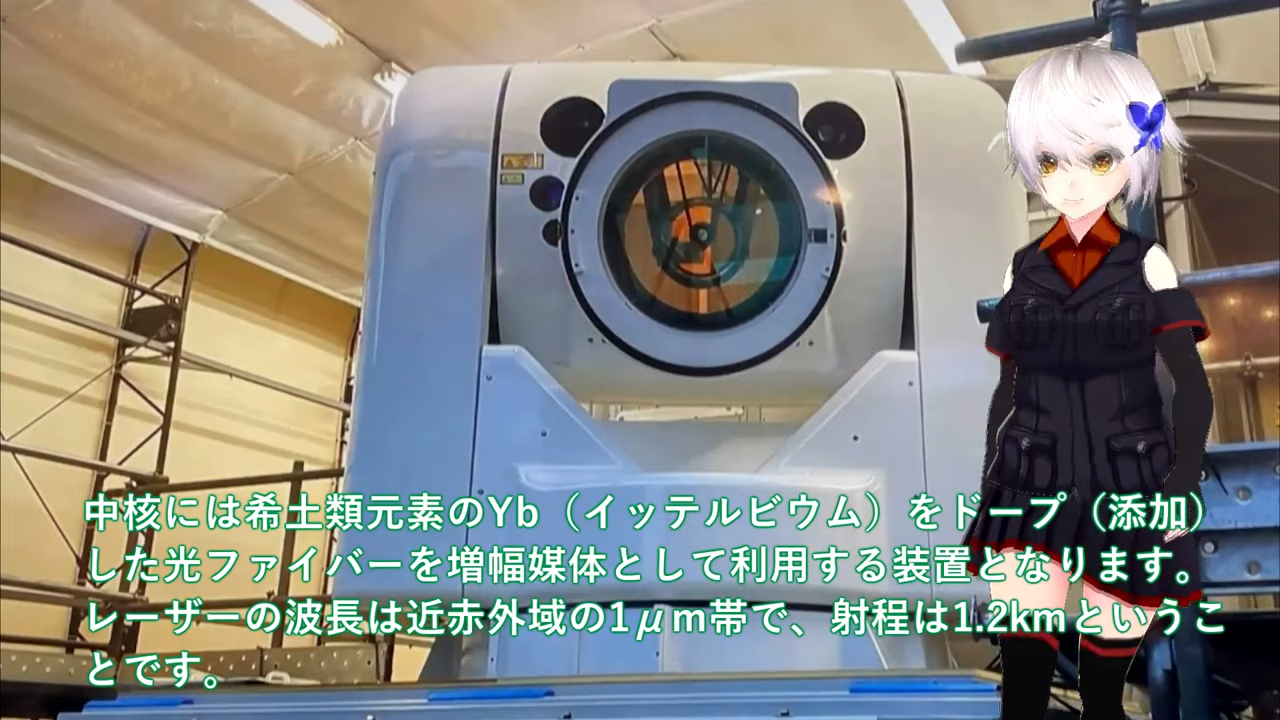 中核には希土類元素のYb（イッテルビウム）をドープ（添加）
した光ファイバーを増幅媒体として利用する装置となります。
レーザーの波長は近赤外域の1μm帯で、射程は1.2kmというこ
とです。